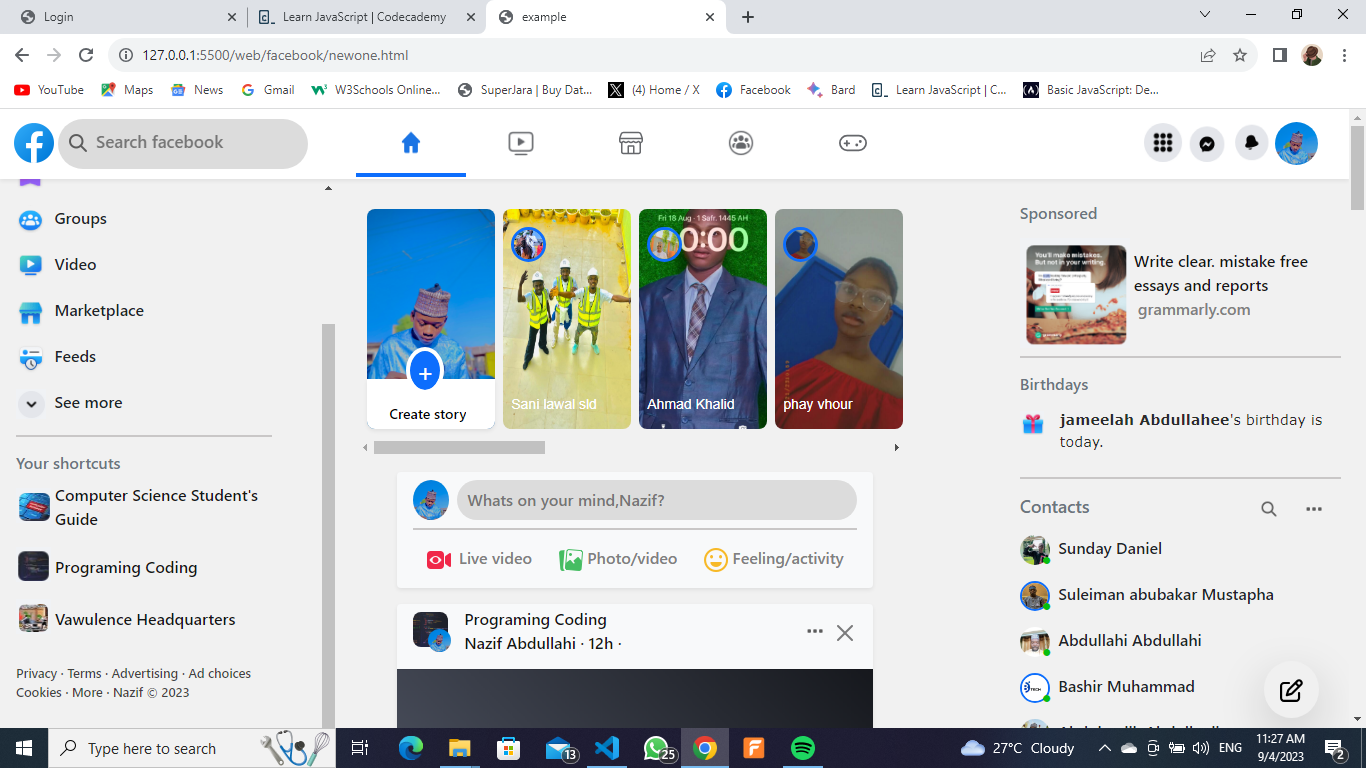 Login
Learn JavaScript | Codecademy
example
127.0.0.1:5500/web/facebook/newone.html
YouTube
Maps
News
Gmail
W3Schools Online...
SuperJara | Buy Dat...
(4) Home / X
Facebook
Bard
Learn JavaScript | C...
Basic JavaScript: De...
Search facebook
Groups
Video
Marketplace
Feeds
See more
Your shortcuts
Computer Science Student's
Guide
Programing Coding
Vawulence Headquarters
Privacy · Terms · Advertising · Ad choices
Cookies · More · Nazif © 2023
Create story
Sani lawal sld
Fri 18 Aug · 1 Safr. 1445 AH
0:00
Ahmad Khalid
phay vhour
Whats on your mind,Nazif?
Live video
Photo/video
Feeling/activity
Programing Coding
Nazif Abdullahi · 12h ·
Sponsored
You'll make mistakes.
But not in your writing.
Write clear. mistake free
essays and reports
grammarly.com
Birthdays
jameelah Abdullahee's birthday is
today.
Contacts
Sunday Daniel
Suleiman abubakar Mustapha
Abdullahi Abdullahi
Bashir Muhammad
Type here to search
13
25
27°C Cloudy
ENG
11:27 AM
9/4/2023
2